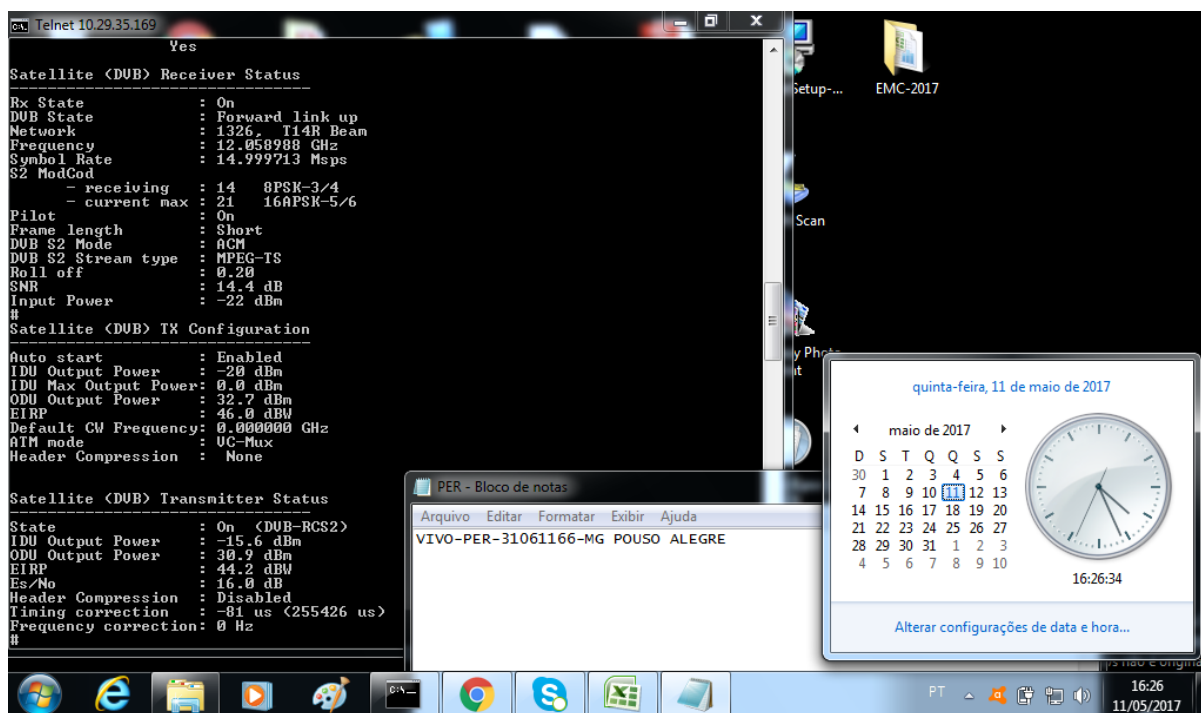 Telnet 10.29.35.169
Yes
Satellite (DVB) Receiver Status
----------------------------------
Rx State : On
DVB State : Forward link up
Network : 1326, T14R Beam
Frequency : 12.058988 GHz
Symbol Rate : 14.999713 Msps
S2 ModCod
- receiving : 14 8PSK-3/4
- current max : 21 16APSK-5/6
Pilot : On
Frame length : Short
DVB S2 Mode : ACM
DVB S2 Stream type : MPEG-TS
Roll off : 0.20
SNR : 14.4 dB
Input Power : -22 dBm
#
Satellite (DVB) TX Configuration
----------------------------------
Auto start : Enabled
IDU Output Power : -20 dBm
IDU Max Output Power: 0.0 dBm
ODU Output Power : 32.7 dBm
EIRP : 46.0 dBW
Default CW Frequency: 0.000000 GHz
ATM mode : VC-Mux
Header Compression : None
Satellite (DVB) Transmitter Status
----------------------------------
State : On (DVB-RCS2)
IDU Output Power : -15.6 dBm
ODU Output Power : 30.9 dBm
EIRP : 44.2 dBW
Es/No : 16.0 dB
Header Compression : Disabled
Timing correction : -81 us (255426 us)
Frequency correction: 0 Hz
#
Setup-...
EMC-2017
Scan
PER - Bloco de notas
Arquivo Editar Formatar Exibir Ajuda
VIVO-PER-31061166-MG POUSO ALEGRE
quinta-feira, 11 de maio de 2017
maio de 2017
D S T Q Q S S
30 1 2 3 4 5 6
7 8 9 10 11 12 13
14 15 16 17 18 19 20
21 22 23 24 25 26 27
28 29 30 31 1 2 3
4 5 6 7 8 9 10
16:26:34
Alterar configurações de data e hora...
PT
16:26
11/05/2017